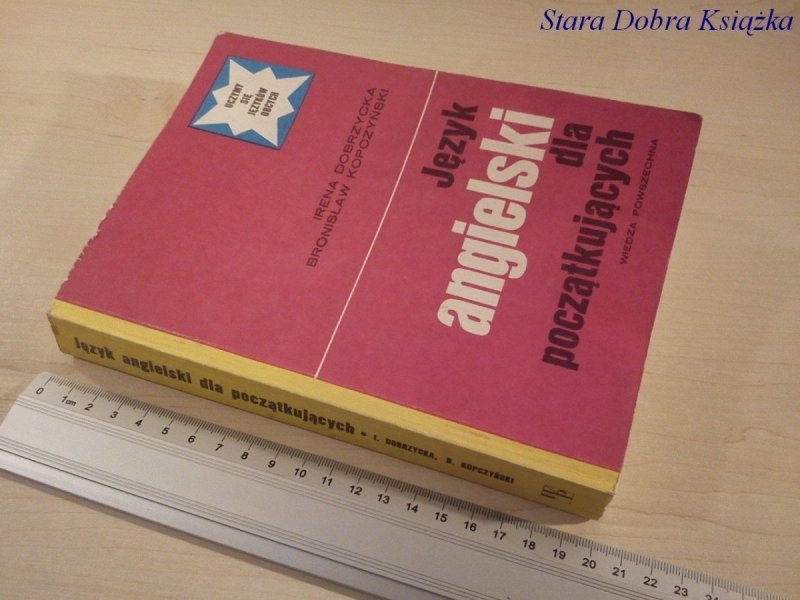 Stara Dobra Książka
UCZYMY
SIĘ
JĘZYKÓW
OBCYCH
IRENA DOBRZYCKA
BRONISŁAW KOPCZYŃSKI
Język
angielski
dla
początkujących
WIEDZA POWSZECHNA
Język angielski dla początkujących • I. DOBRZYCKA, B. KOPCZYŃSKI
0 1cm 2 3 4 5 6 7 8 9 10 11 12 13 14 15 16 17 18 19 20 21 22 23 24